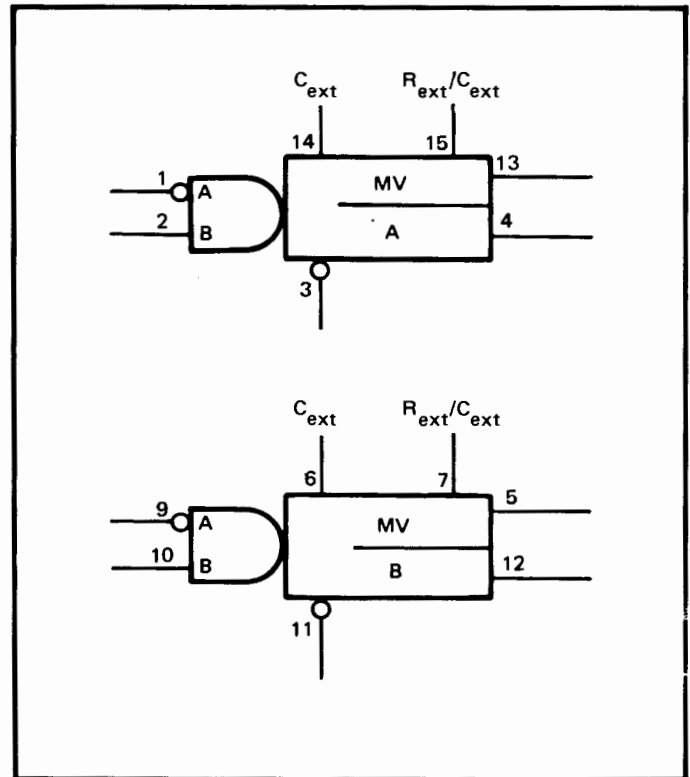 C_ext R_ext/C_ext
14 15
13
1 A MV
2 B A 4
3
C_ext R_ext/C_ext
6 7
5
9 A MV
10 B B 12
11